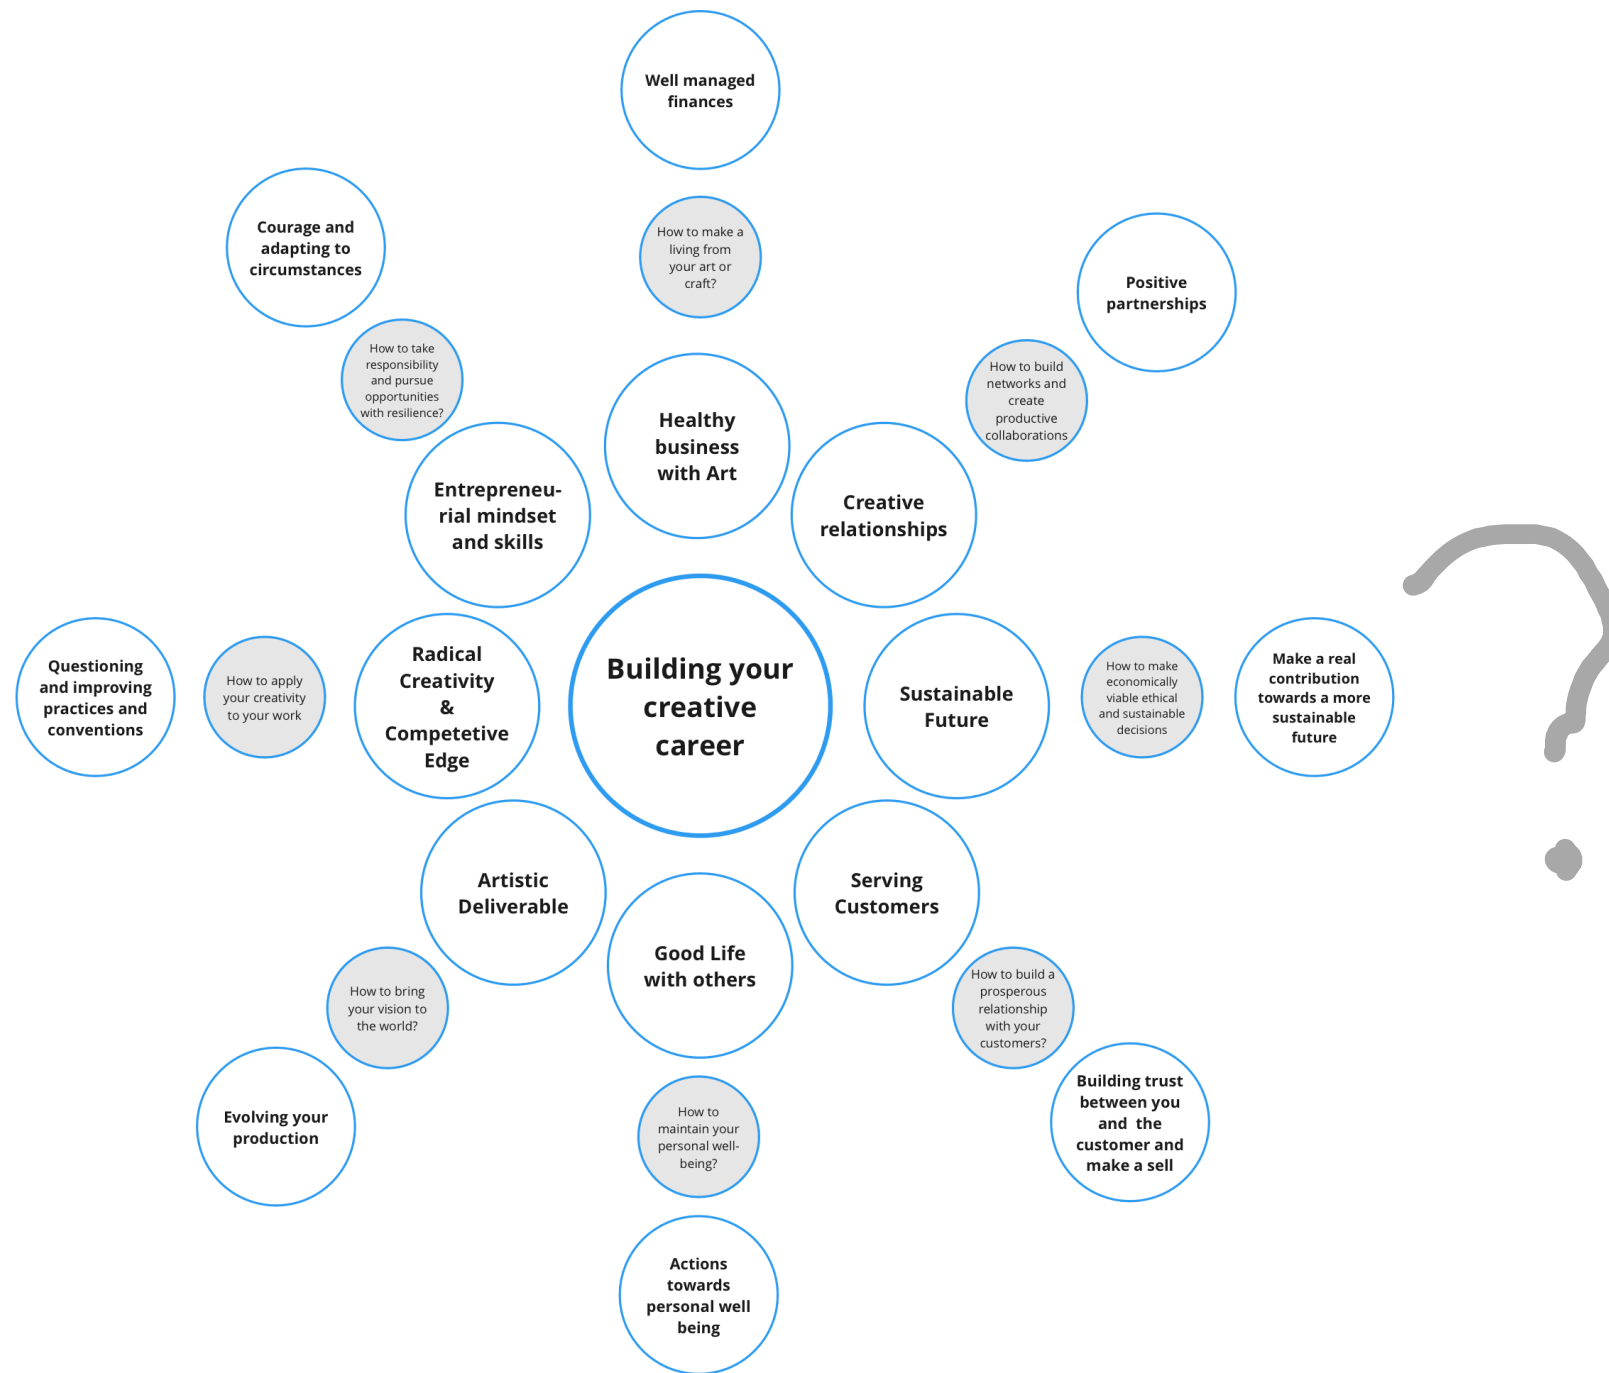 Well managed
finances
How to make a
living from
your art or
craft?
Healthy
business
with Art
Courage and
adapting to
circumstances
How to take
responsibility
and pursue
opportunities
with resilience?
Entrepreneu-
rial mindset
and skills
Positive
partnerships
How to build
networks and
create
productive
collaborations
Creative
relationships
Questioning
and improving
practices and
conventions
How to apply
your creativity
to your work
Radical
Creativity
&
Competetive
Edge
Building your
creative
career
Sustainable
Future
How to make
economically
viable ethical
and sustainable
decisions
Make a real
contribution
towards a more
sustainable
future
?
Artistic
Deliverable
How to bring
your vision to
the world?
Evolving your
production
Good Life
with others
How to
maintain your
personal well-
being?
Actions
towards
personal well
being
Serving
Customers
How to build a
prosperous
relationship
with your
customers?
Building trust
between you
and  the
customer and
make a sell